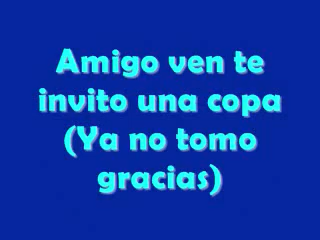 Amigo ven te
invito una copa
(Ya no tomo
gracias)